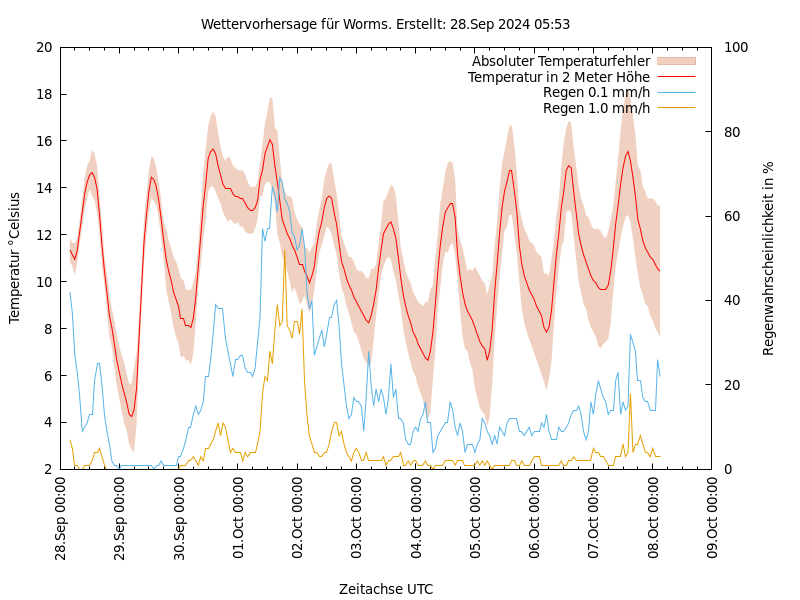 Wettervorhersage für Worms. Erstellt: 28.Sep 2024 05:53
Absoluter Temperaturfehler
Temperatur in 2 Meter Höhe
Regen 0.1 mm/h
Regen 1.0 mm/h
Temperatur °Celsius
20
18
16
14
12
10
8
6
4
2
100
80
60
40
20
0
Regenwahrscheinlichkeit in %
28.Sep 00:00
29.Sep 00:00
30.Sep 00:00
01.Oct 00:00
02.Oct 00:00
03.Oct 00:00
04.Oct 00:00
05.Oct 00:00
06.Oct 00:00
07.Oct 00:00
08.Oct 00:00
09.Oct 00:00
Zeitachse UTC